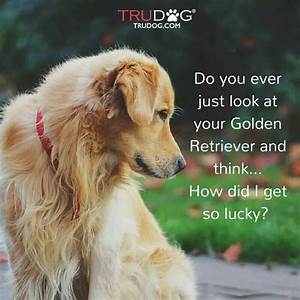 TRUDOG®
TRUDOG.COM
Do you ever
just look at
your Golden
Retriever and
think...
How did I get
so lucky?